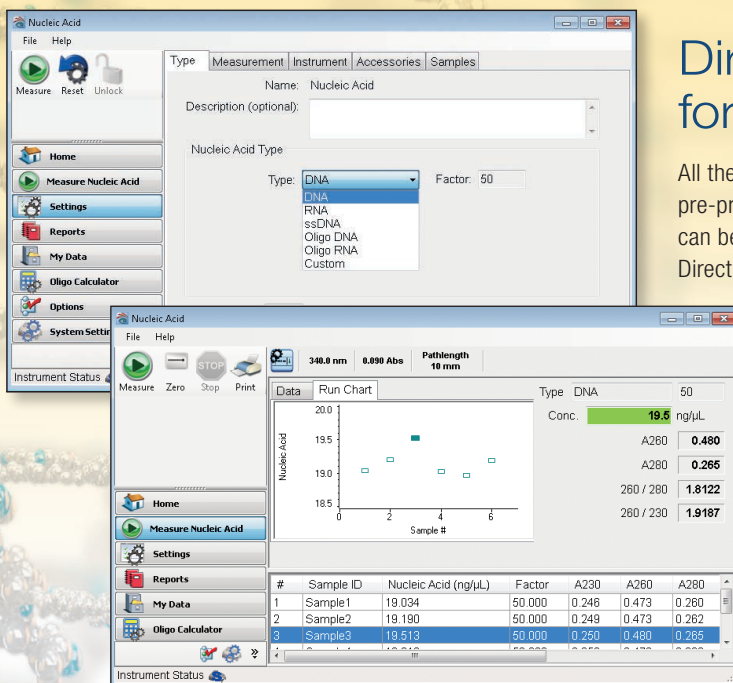 Nucleic Acid
File Help
Measure Reset Unlock
Home
Measure Nucleic Acid
Settings
Reports
My Data
Oligo Calculator
Options
Instrument Status
Type Measurement Instrument Accessories Samples
Name: Nucleic Acid
Description (optional):
Nucleic Acid Type
Type: DNA Factor: 50
DNA
RNA
ssDNA
Oligo DNA
Oligo RNA
Custom
for
All the
can be
Direct
Nucleic Acid
File Help
Measure Zero Stop Print
STOP
340.0 nm 0.090 Abs Pathlength
10 mm
Home
Measure Nucleic Acid
Settings
Reports
My Data
Oligo Calculator
Instrument Status
Data Run Chart
Nucleic Acid
20.0
19.5
19.0
18.5
0 2 4 6
Sample #
Type DNA 50
Conc. 19.5 ng/µL
A260 0.480
A280 0.265
260 / 280 1.8122
260 / 230 1.9187
# Sample ID Nucleic Acid (ng/µL) Factor A230 A260 A280
1 Sample1 19.034 50.000 0.246 0.473 0.260
2 Sample2 19.190 50.000 0.249 0.473 0.262
3 Sample3 19.513 50.000 0.250 0.480 0.265